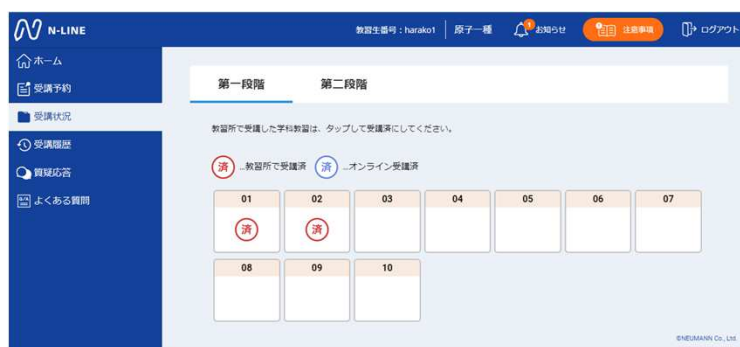 N-LINE
教習生番号：harako1
原子一種
1
お知らせ
注意事項
ログアウト
ホーム
受講予約
受講状況
受講履歴
質疑応答
よくある質問
第一段階 第二段階
教習所で受講した学科教習は、タップして受講済にしてください。
済 …教習所で受講済 済 …オンライン受講済
01 02 03 04 05 06 07
済 済
08 09 10
©NEUMANN Co., Ltd.